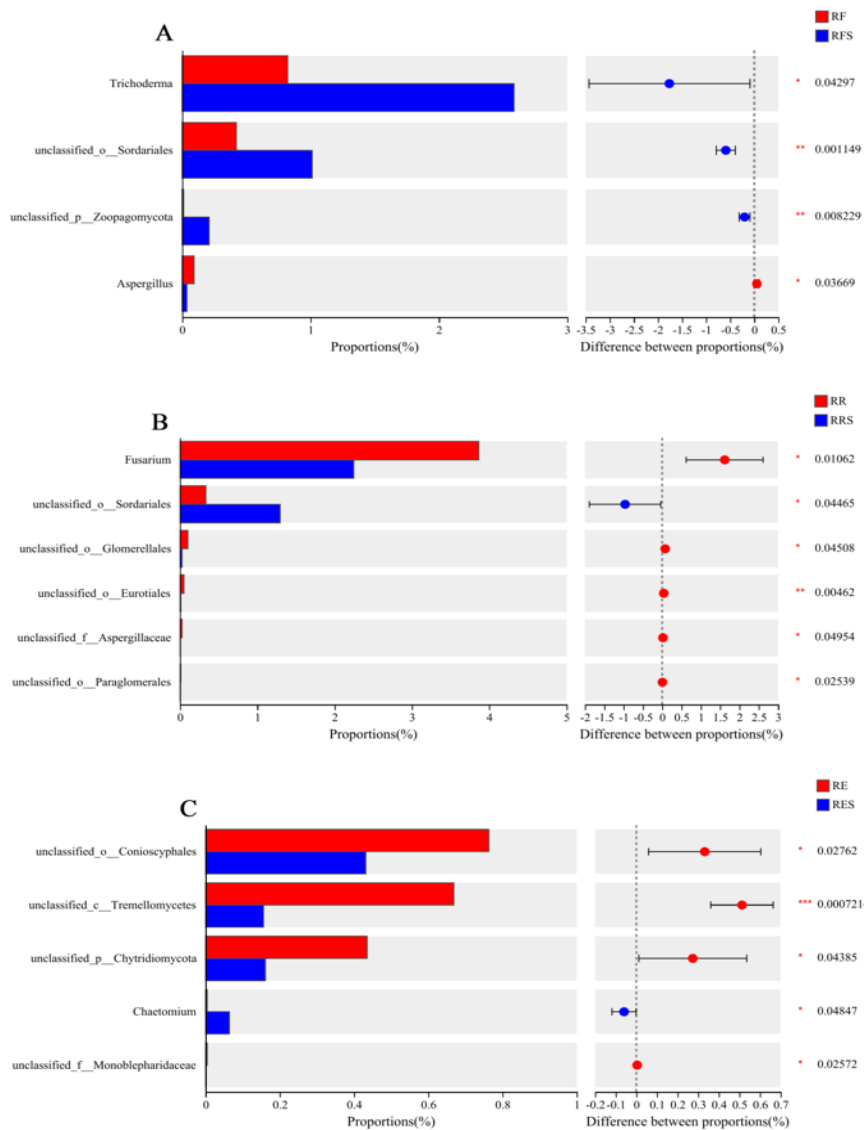 A
RF
RFS
Trichoderma
* 0.04297
unclassified_o__Sordariales
** 0.001149
unclassified_p__Zoopagomycota
** 0.008229
Aspergillus
* 0.03669
0 1 2 3 -3.5 -3 -2.5 -2 -1.5 -1 -0.5 0 0.5
Proportions(%) Difference between proportions(%)
B
RR
RRS
Fusarium
* 0.01062
unclassified_o__Sordariales
* 0.04465
unclassified_o__Glomerellales
* 0.04508
unclassified_o__Eurotiales
** 0.00462
unclassified_f__Aspergillaceae
* 0.04954
unclassified_o__Paraglomerales
* 0.02539
0 1 2 3 4 5 -2 -1.5 -1 -0.5 0 0.5 1 1.5 2 2.5 3
Proportions(%) Difference between proportions(%)
C
RE
RES
unclassified_o__Conioscyphales
* 0.02762
unclassified_c__Tremellomycetes
*** 0.0007214
unclassified_p__Chytridiomycota
* 0.04385
Chaetomium
* 0.04847
unclassified_f__Monoblepharidaceae
* 0.02572
0 0.2 0.4 0.6 0.8 1 -0.2 -0.1 0 0.1 0.2 0.3 0.4 0.5 0.6 0.7
Proportions(%) Difference between proportions(%)